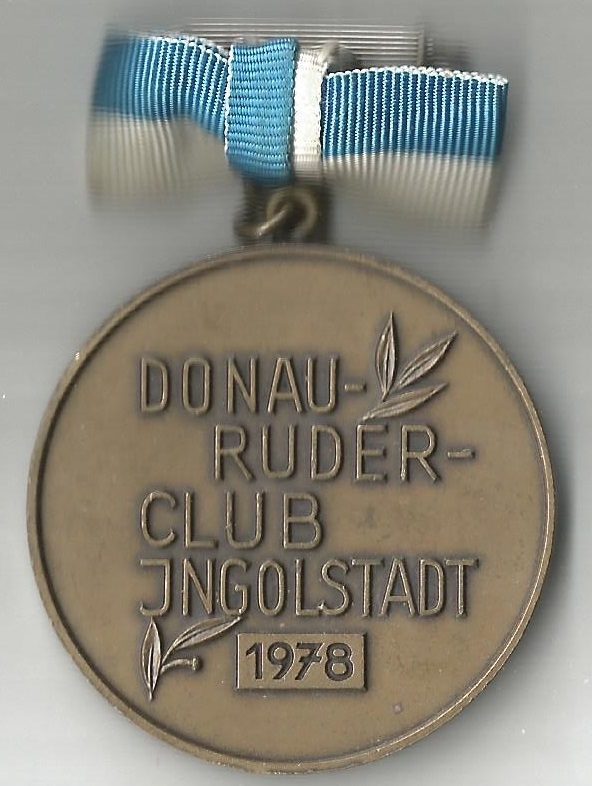 DONAU-
RUDER-
CLUB
JNGOLSTADT
1978